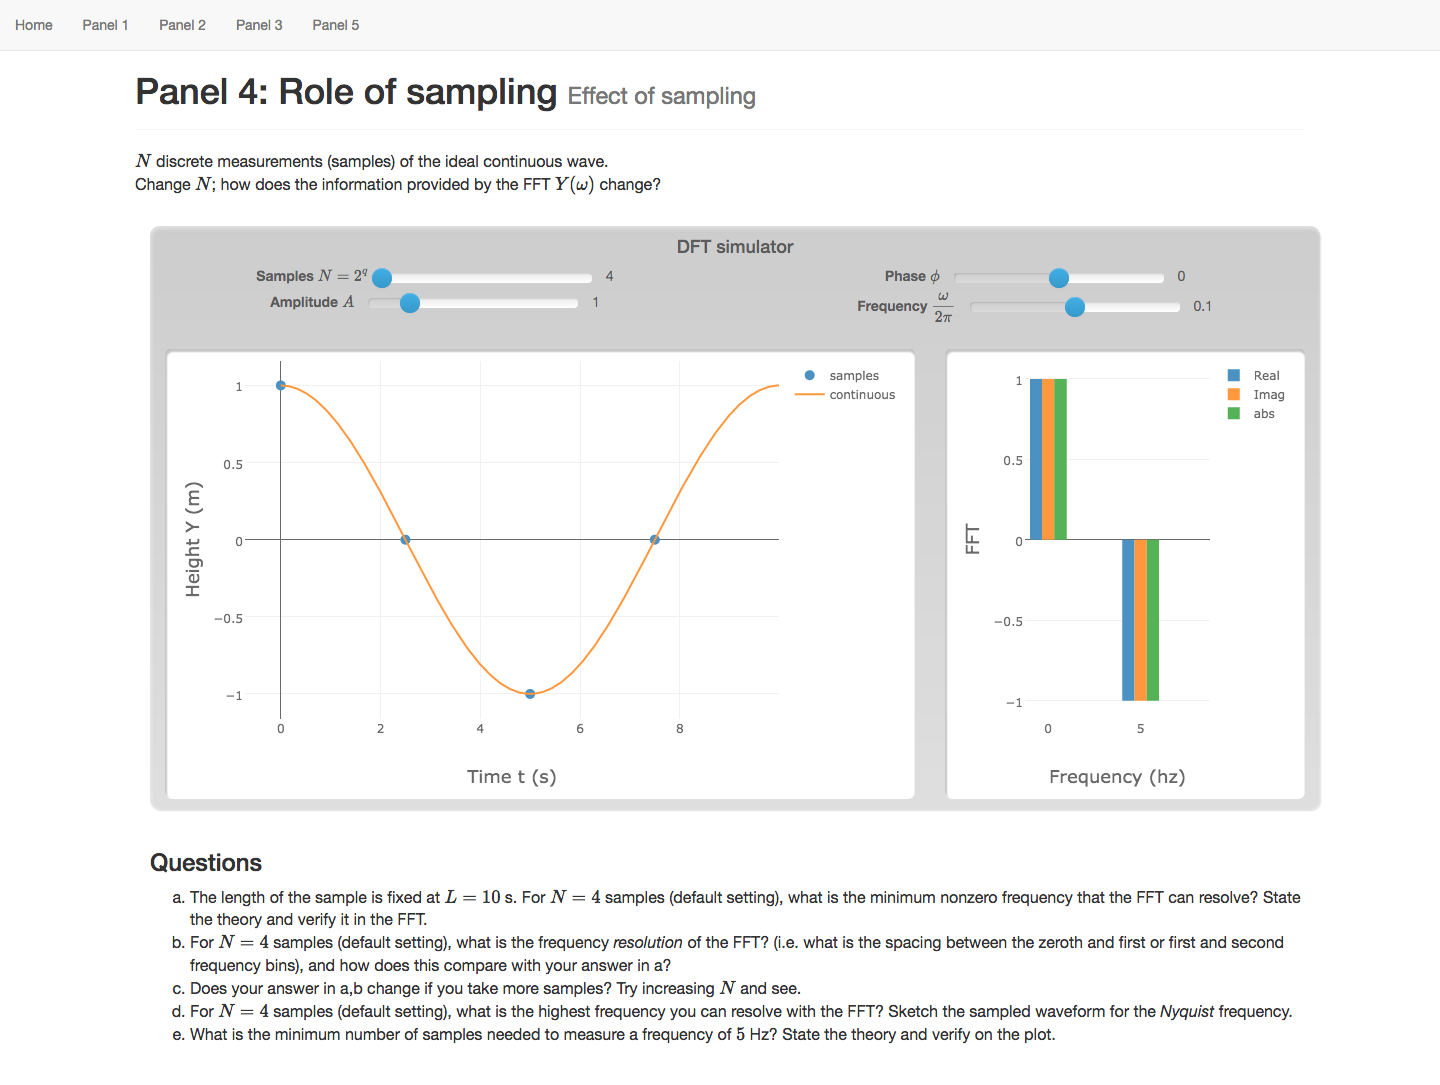 Home Panel 1 Panel 2 Panel 3 Panel 5
Panel 4: Role of sampling Effect of sampling
N discrete measurements (samples) of the ideal continuous wave.
Change N; how does the information provided by the FFT Y(ω) change?
DFT simulator
Samples N = 2^q 4
Phase ϕ 0
Amplitude A 1
Frequency ω/2π 0.1
1
0.5
0
−0.5
−1
Height Y (m)
0 2 4 6 8
Time t (s)
samples
continuous
1
0.5
0
−0.5
−1
FFT
0 5
Frequency (hz)
Real
Imag
abs
Questions
a. The length of the sample is fixed at L = 10 s. For N = 4 samples (default setting), what is the minimum nonzero frequency that the FFT can resolve? State
the theory and verify it in the FFT.
b. For N = 4 samples (default setting), what is the frequency resolution of the FFT? (i.e. what is the spacing between the zeroth and first or first and second
frequency bins), and how does this compare with your answer in a?
c. Does your answer in a,b change if you take more samples? Try increasing N and see.
d. For N = 4 samples (default setting), what is the highest frequency you can resolve with the FFT? Sketch the sampled waveform for the Nyquist frequency.
e. What is the minimum number of samples needed to measure a frequency of 5 Hz? State the theory and verify on the plot.